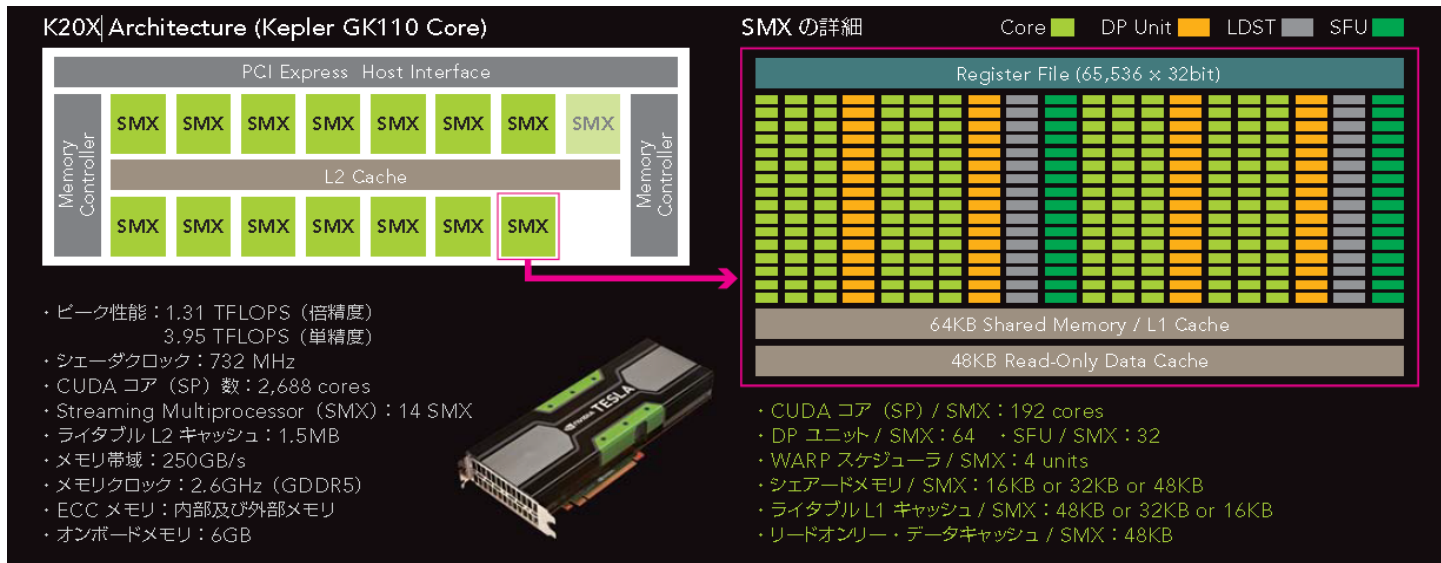 K20X Architecture (Kepler GK110 Core)
PCI Express Host Interface
Memory Controller
SMX SMX SMX SMX SMX SMX SMX SMX
L2 Cache
SMX SMX SMX SMX SMX SMX SMX
Memory Controller
・ピーク性能：1.31 TFLOPS（倍精度）
3.95 TFLOPS（単精度）
・シェーダクロック：732 MHz
・CUDA コア（SP）数：2,688 cores
・Streaming Multiprocessor（SMX）：14 SMX
・ライタブル L2 キャッシュ：1.5MB
・メモリ帯域：250GB/s
・メモリクロック：2.6GHz（GDDR5）
・ECC メモリ：内部及び外部メモリ
・オンボードメモリ：6GB
NVIDIA TESLA
SMX の詳細
Core DP Unit LDST SFU
Register File (65,536 x 32bit)
64KB Shared Memory / L1 Cache
48KB Read-Only Data Cache
・CUDA コア（SP）/ SMX：192 cores
・DP ユニット / SMX：64 ・SFU / SMX：32
・WARP スケジューラ / SMX：4 units
・シェアードメモリ / SMX：16KB or 32KB or 48KB
・ライタブル L1 キャッシュ / SMX：48KB or 32KB or 16KB
・リードオンリー・データキャッシュ / SMX：48KB